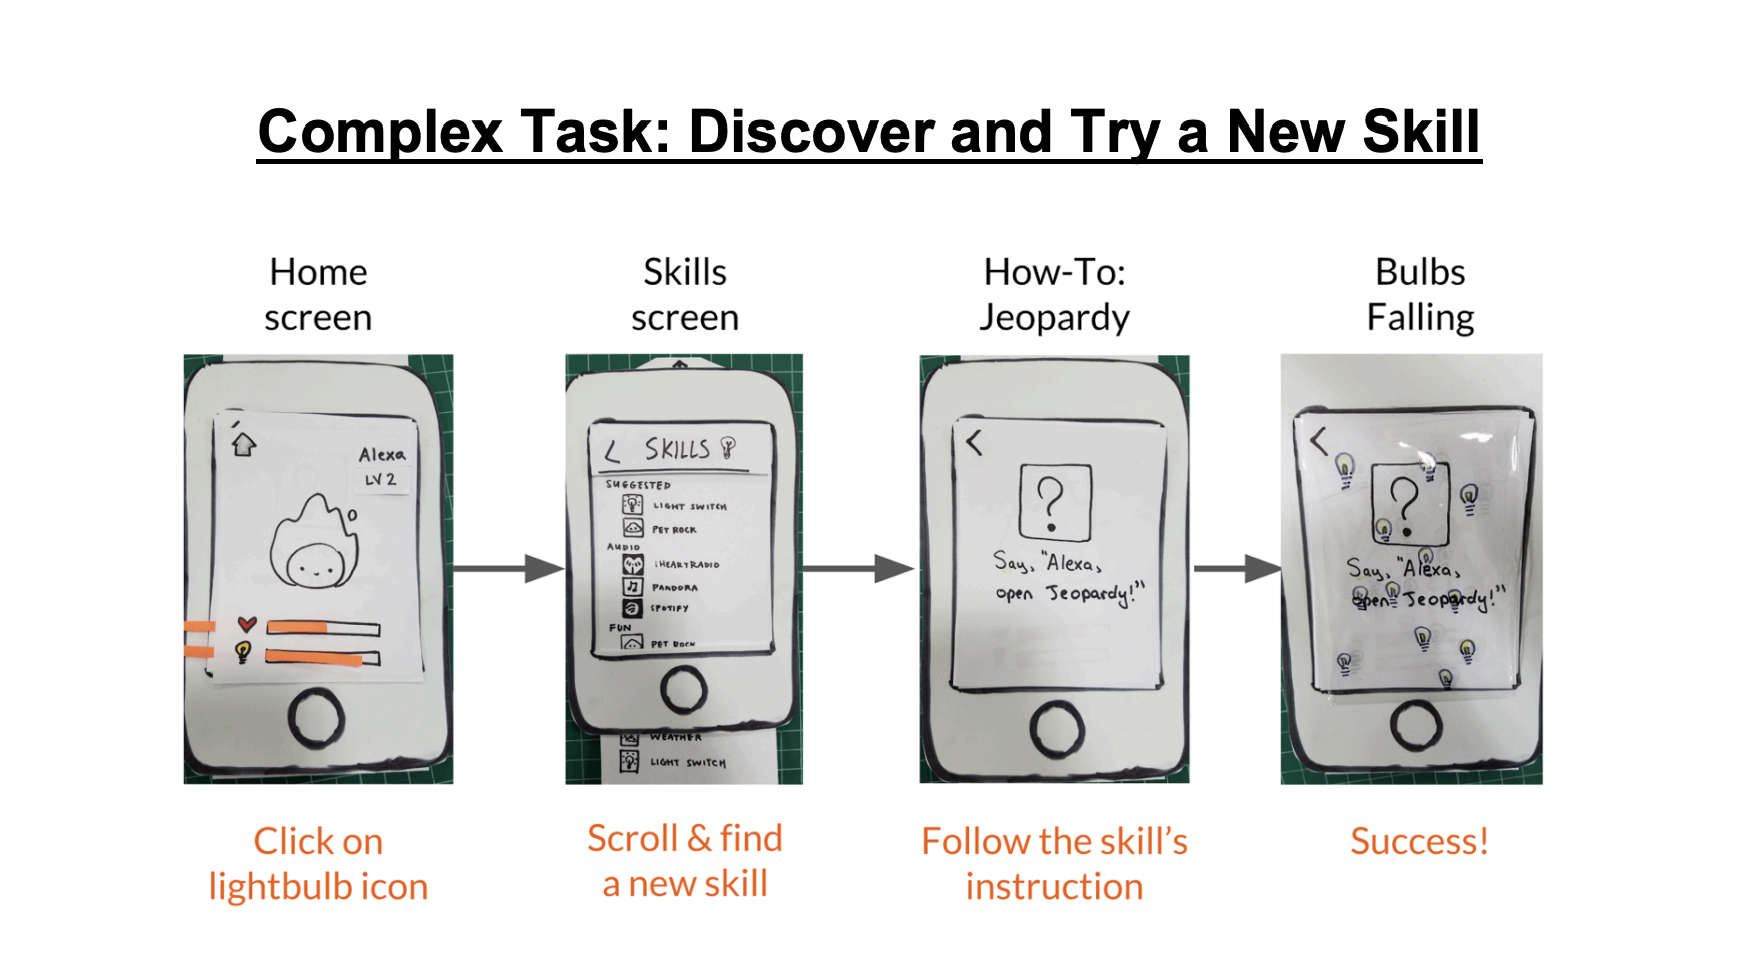 Complex Task: Discover and Try a New Skill
Home
screen
Skills
screen
How-To:
Jeopardy
Bulbs
Falling
Alexa
LV 2
SKILLS
SUGGESTED
LIGHT SWITCH
PET ROCK
AUDIO
iHEARTRADIO
PANDORA
SPOTIFY
FUN
PET ROCK
WEATHER
LIGHT SWITCH
?
Say, "Alexa,
open Jeopardy!"
?
Say, "Alexa,
open Jeopardy!"
Click on
lightbulb icon
Scroll & find
a new skill
Follow the skill's
instruction
Success!